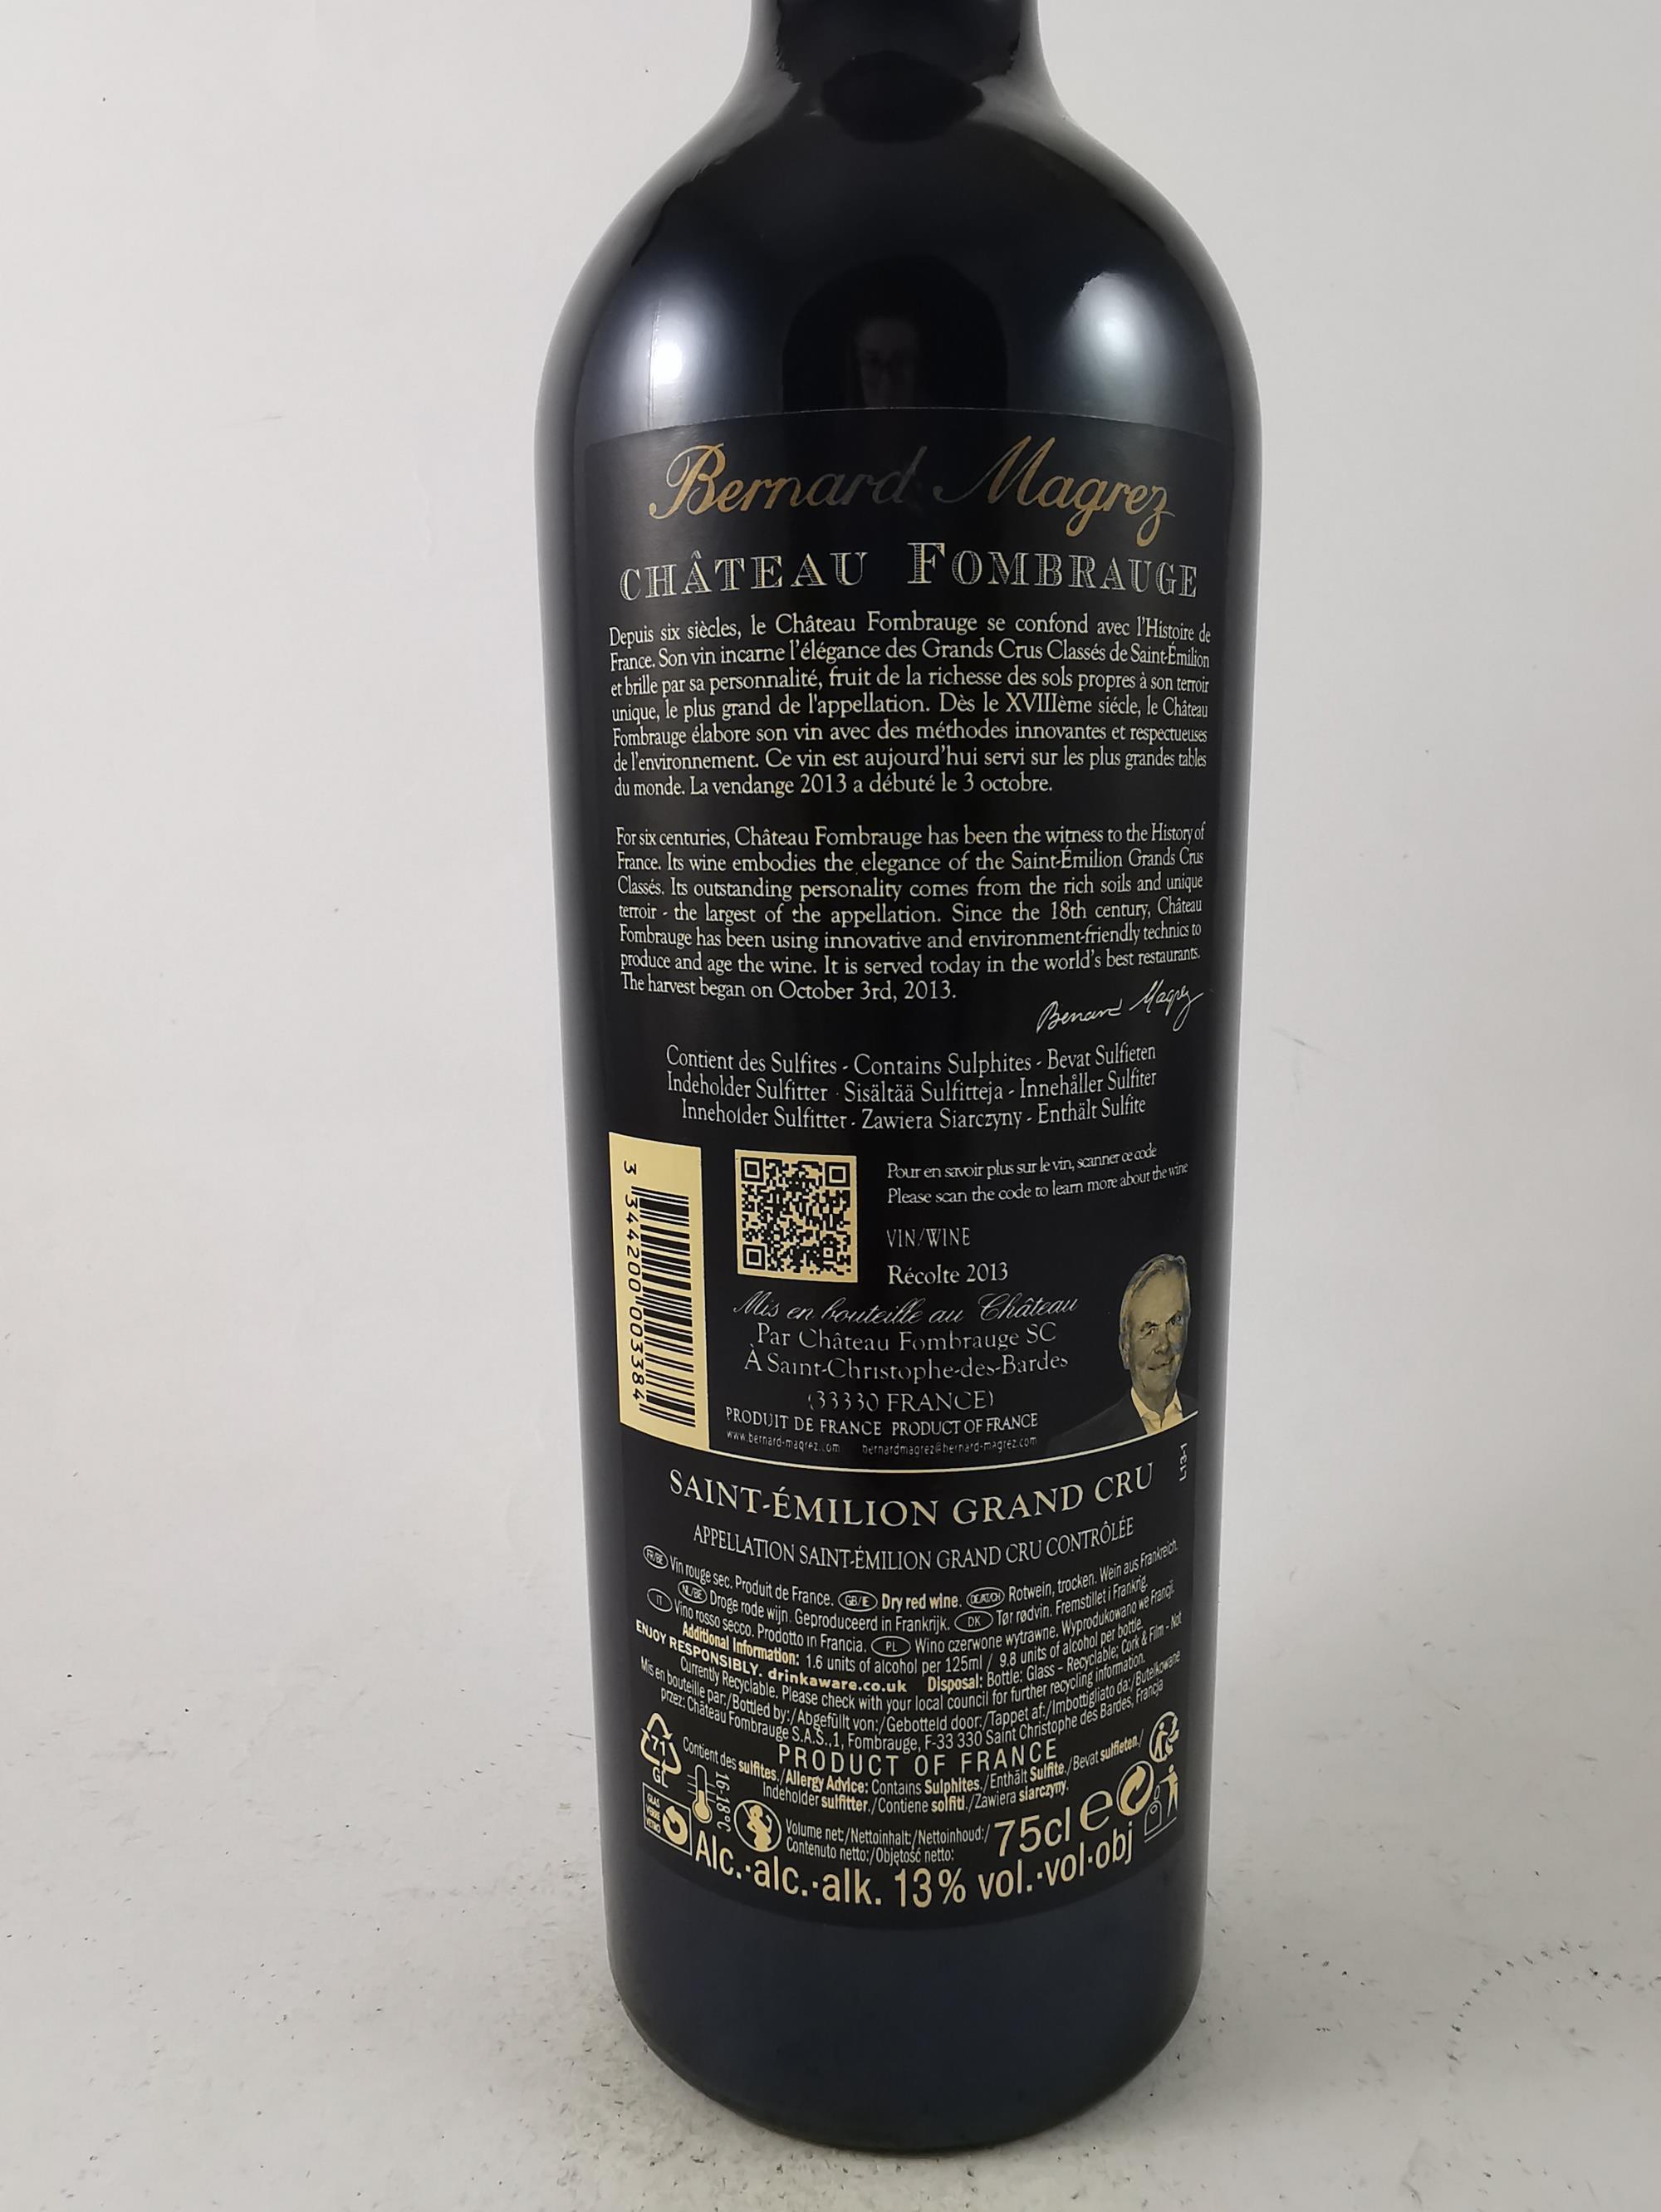 Bernard Magrez
CHÂTEAU FOMBRAUGE
Depuis six siècles, le Château Fombrauge se confond avec l'Histoire de
France. Son vin incarne l'élégance des Grands Crus Classés de Saint-Émilion
et brille par sa personnalité, fruit de la richesse des sols propres à son terroir
unique, le plus grand de l'appellation. Dès le XVIIIème siécle, le Château
Fombrauge élabore son vin avec des méthodes innovantes et respectueuses
de l'environnement. Ce vin est aujourd'hui servi sur les plus grandes tables
du monde. La vendange 2013 a débuté le 3 octobre.
For six centuries, Château Fombrauge has been the witness to the History of
France. Its wine embodies the elegance of the Saint-Émilion Grands Crus
Classés. Its outstanding personality comes from the rich soils and unique
terroir - the largest of the appellation. Since the 18th century, Château
Fombrauge has been using innovative and environment-friendly technics to
produce and age the wine. It is served today in the world's best restaurants.
The harvest began on October 3rd, 2013.
Bernard Magrez
Contient des Sulfites - Contains Sulphites - Bevat Sulfieten
Indeholder Sulfitter - Sisältää Sulfitteja - Innehåller Sulfiter
Inneholder Sulfitter - Zawiera Siarczyny - Enthält Sulfite
3 344200 003384
Pour en savoir plus sur le vin, scanner ce code
Please scan the code to learn more about the wine
VIN/WINE
Récolte 2013
Mis en bouteille au Château
Par Château Fombrauge SC
À Saint-Christophe-des-Bardes
(33330 FRANCE)
PRODUIT DE FRANCE PRODUCT OF FRANCE
www.bernard-magrez.com bernardmagrez@bernard-magrez.com
L131
SAINT-ÉMILION GRAND CRU
APPELLATION SAINT-ÉMILION GRAND CRU CONTRÔLÉE
FR/BE Vin rouge sec. Produit de France. GB/E Dry red wine. DE/AT/CH Rotwein, trocken. Wein aus Frankreich.
NL/BE Droge rode wijn. Geproduceerd in Frankrijk. DK Tør rødvin. Fremstillet i Frankrig.
IT Vino rosso secco. Prodotto in Francia. PL Wino czerwone wytrawne. Wyprodukowano we Francji.
Additional Information: 1.6 units of alcohol per 125ml / 9.8 units of alcohol per bottle.
ENJOY RESPONSIBLY. drinkaware.co.uk Disposal: Bottle: Glass - Recyclable; Cork & Film - Not
Currently Recyclable. Please check with your local council for further recycling information.
Mis en bouteille par:/Bottled by:/Abgefüllt von:/Gebotteld door:/Tappet af:/Imbottigliato da:/Butelkowane
przez: Château Fombrauge S.A.S.,1, Fombrauge, F-33 330 Saint Christophe des Bardes, Francja
PRODUCT OF FRANCE
71
GL
Contient des sulfites./Allergy Advice: Contains Sulphites./Enthält Sulfite./Bevat sulfieten./
Indeholder sulfitter./Contiene solfiti./Zawiera siarczyny.
16-18°C
GLAS
VERRE
VETRO
Volume net:/Nettoinhalt:/Nettoinhoud:/
Contenuto netto:/Objętość netto:
75cl e
Alc.·alc.·alk. 13% vol.·vol·obj